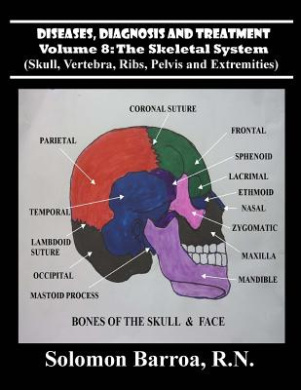 DISEASES, DIAGNOSIS AND TREATMENT
Volume 8: The Skeletal System
(Skull, Vertebra, Ribs, Pelvis and Extremities)
CORONAL SUTURE
PARIETAL
FRONTAL
SPHENOID
LACRIMAL
ETHMOID
NASAL
TEMPORAL
ZYGOMATIC
LAMBDOID
SUTURE
MAXILLA
OCCIPITAL
MANDIBLE
MASTOID PROCESS
BONES OF THE SKULL & FACE
Solomon Barroa, R.N.